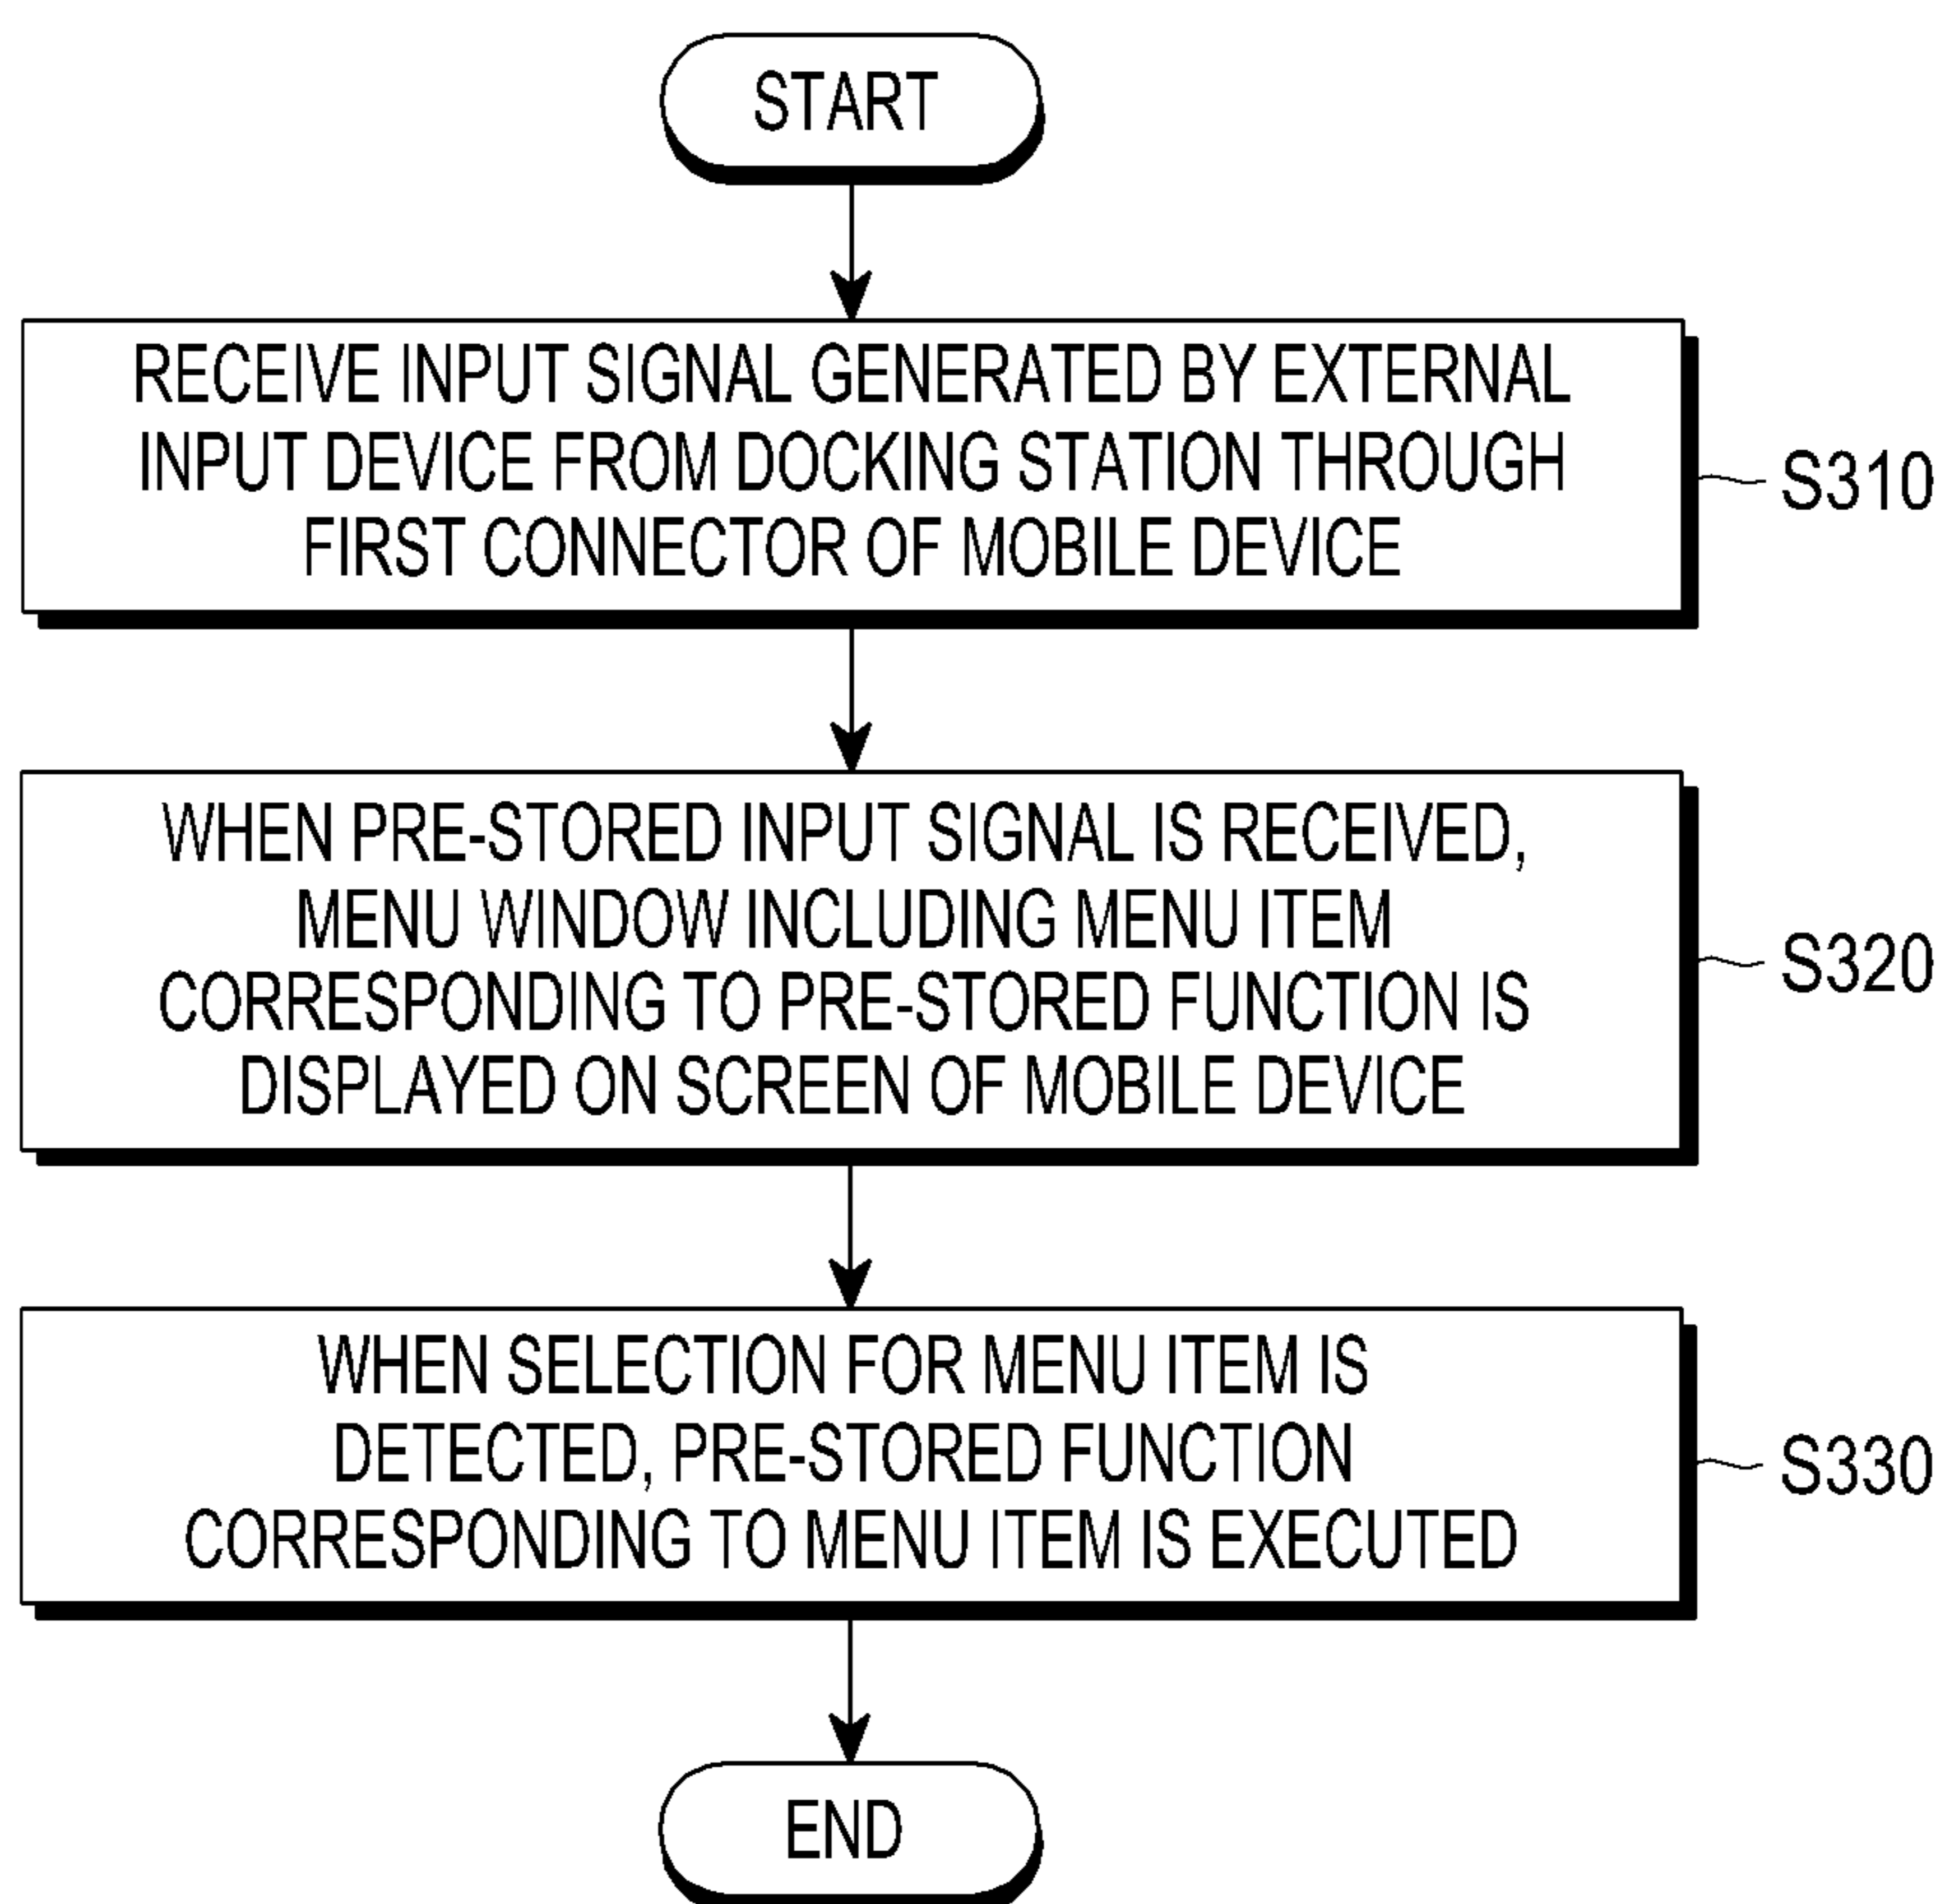 START
RECEIVE INPUT SIGNAL GENERATED BY EXTERNAL
INPUT DEVICE FROM DOCKING STATION THROUGH
FIRST CONNECTOR OF MOBILE DEVICE
S310
WHEN PRE-STORED INPUT SIGNAL IS RECEIVED,
MENU WINDOW INCLUDING MENU ITEM
CORRESPONDING TO PRE-STORED FUNCTION IS
DISPLAYED ON SCREEN OF MOBILE DEVICE
S320
WHEN SELECTION FOR MENU ITEM IS
DETECTED, PRE-STORED FUNCTION
CORRESPONDING TO MENU ITEM IS EXECUTED
S330
END